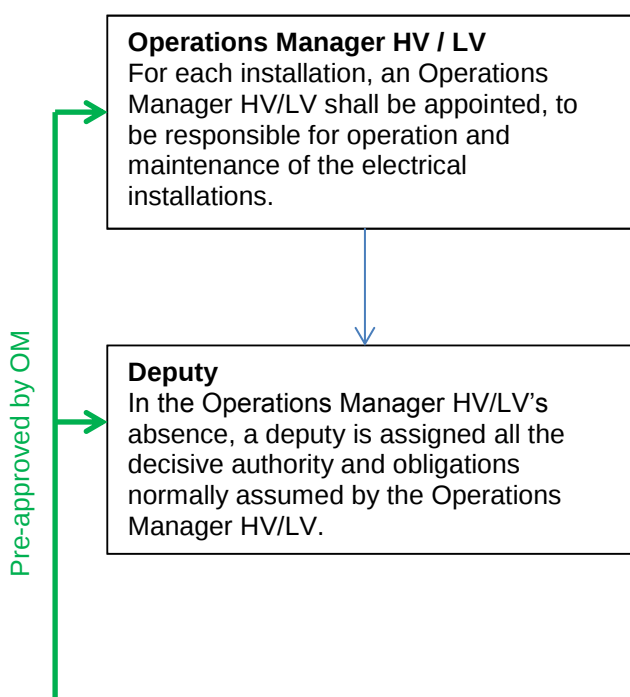 Operations Manager HV / LV
For each installation, an Operations
Manager HV/LV shall be appointed, to
be responsible for operation and
maintenance of the electrical
installations.
Pre-approved by OM
Deputy
In the Operations Manager HV/LV’s
absence, a deputy is assigned all the
decisive authority and obligations
normally assumed by the Operations
Manager HV/LV.